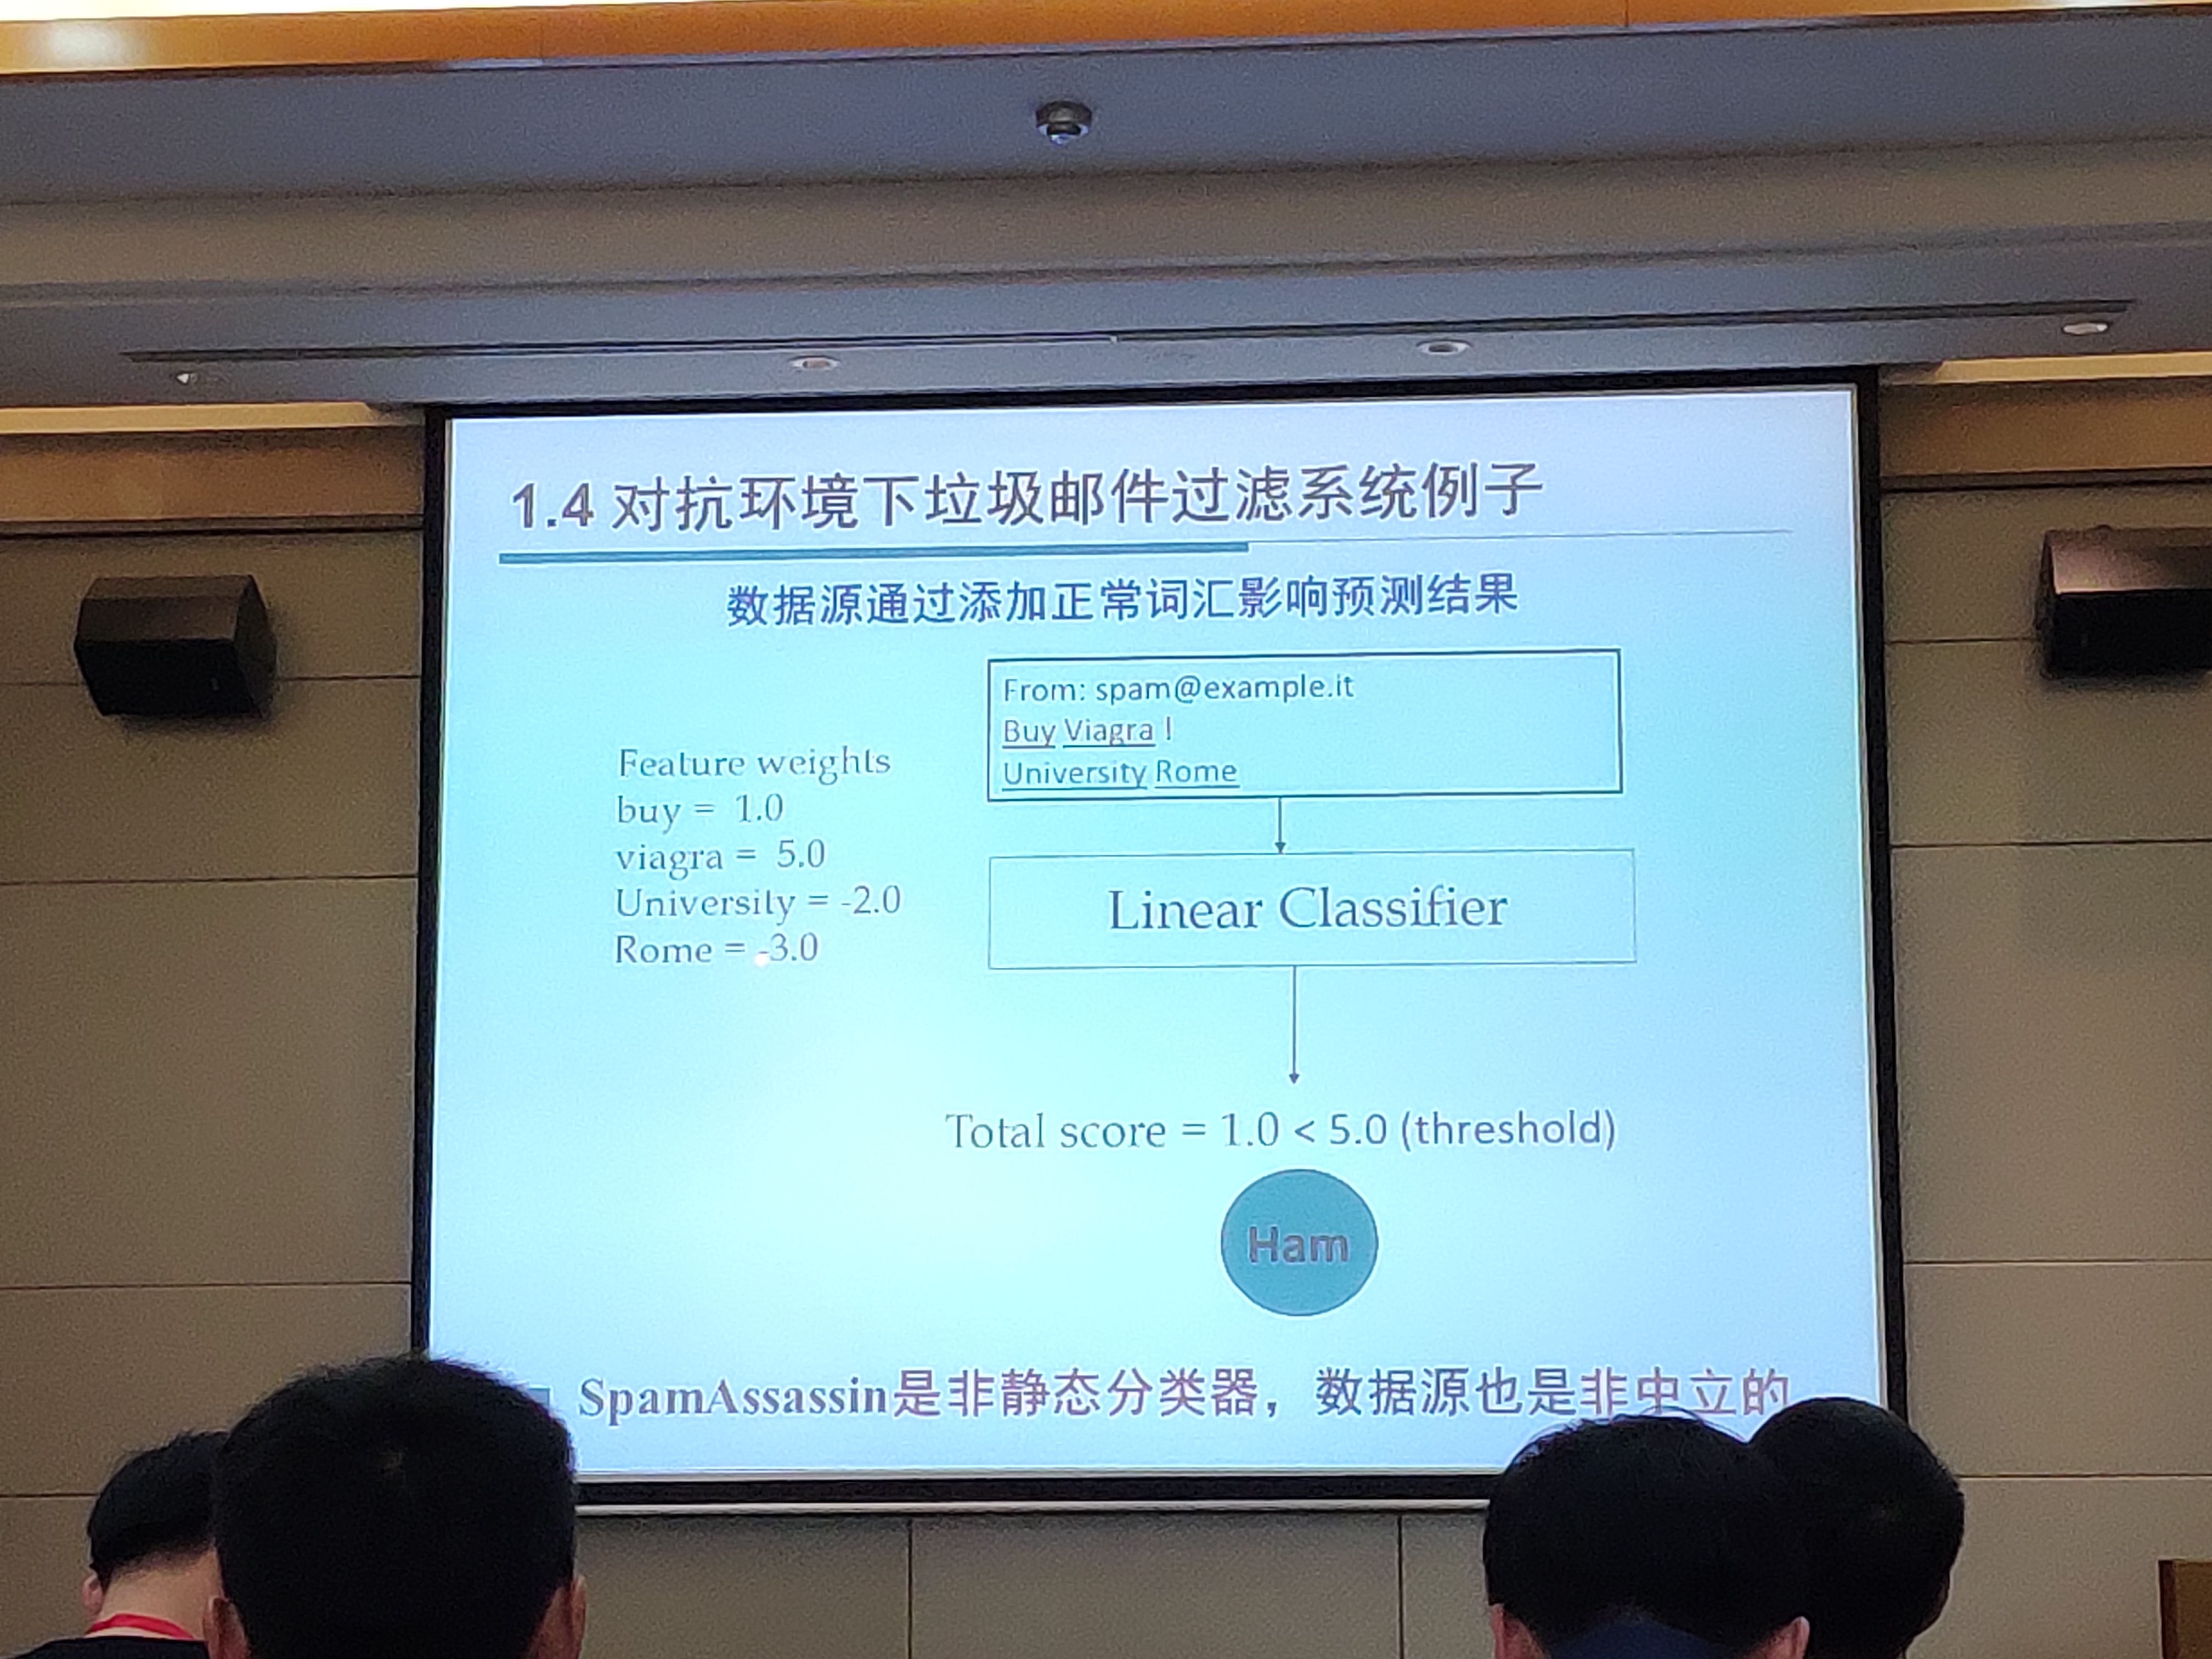 1.4 对抗环境下垃圾邮件过滤系统例子
数据源通过添加正常词汇影响预测结果
From: spam@example.it
Buy Viagra !
University Rome
Feature weights
buy = 1.0
viagra = 5.0
University = -2.0
Rome = -3.0
Linear Classifier
Total score = 1.0 < 5.0 (threshold)
Ham
SpamAssassin是非静态分类器，数据源也是非中立的